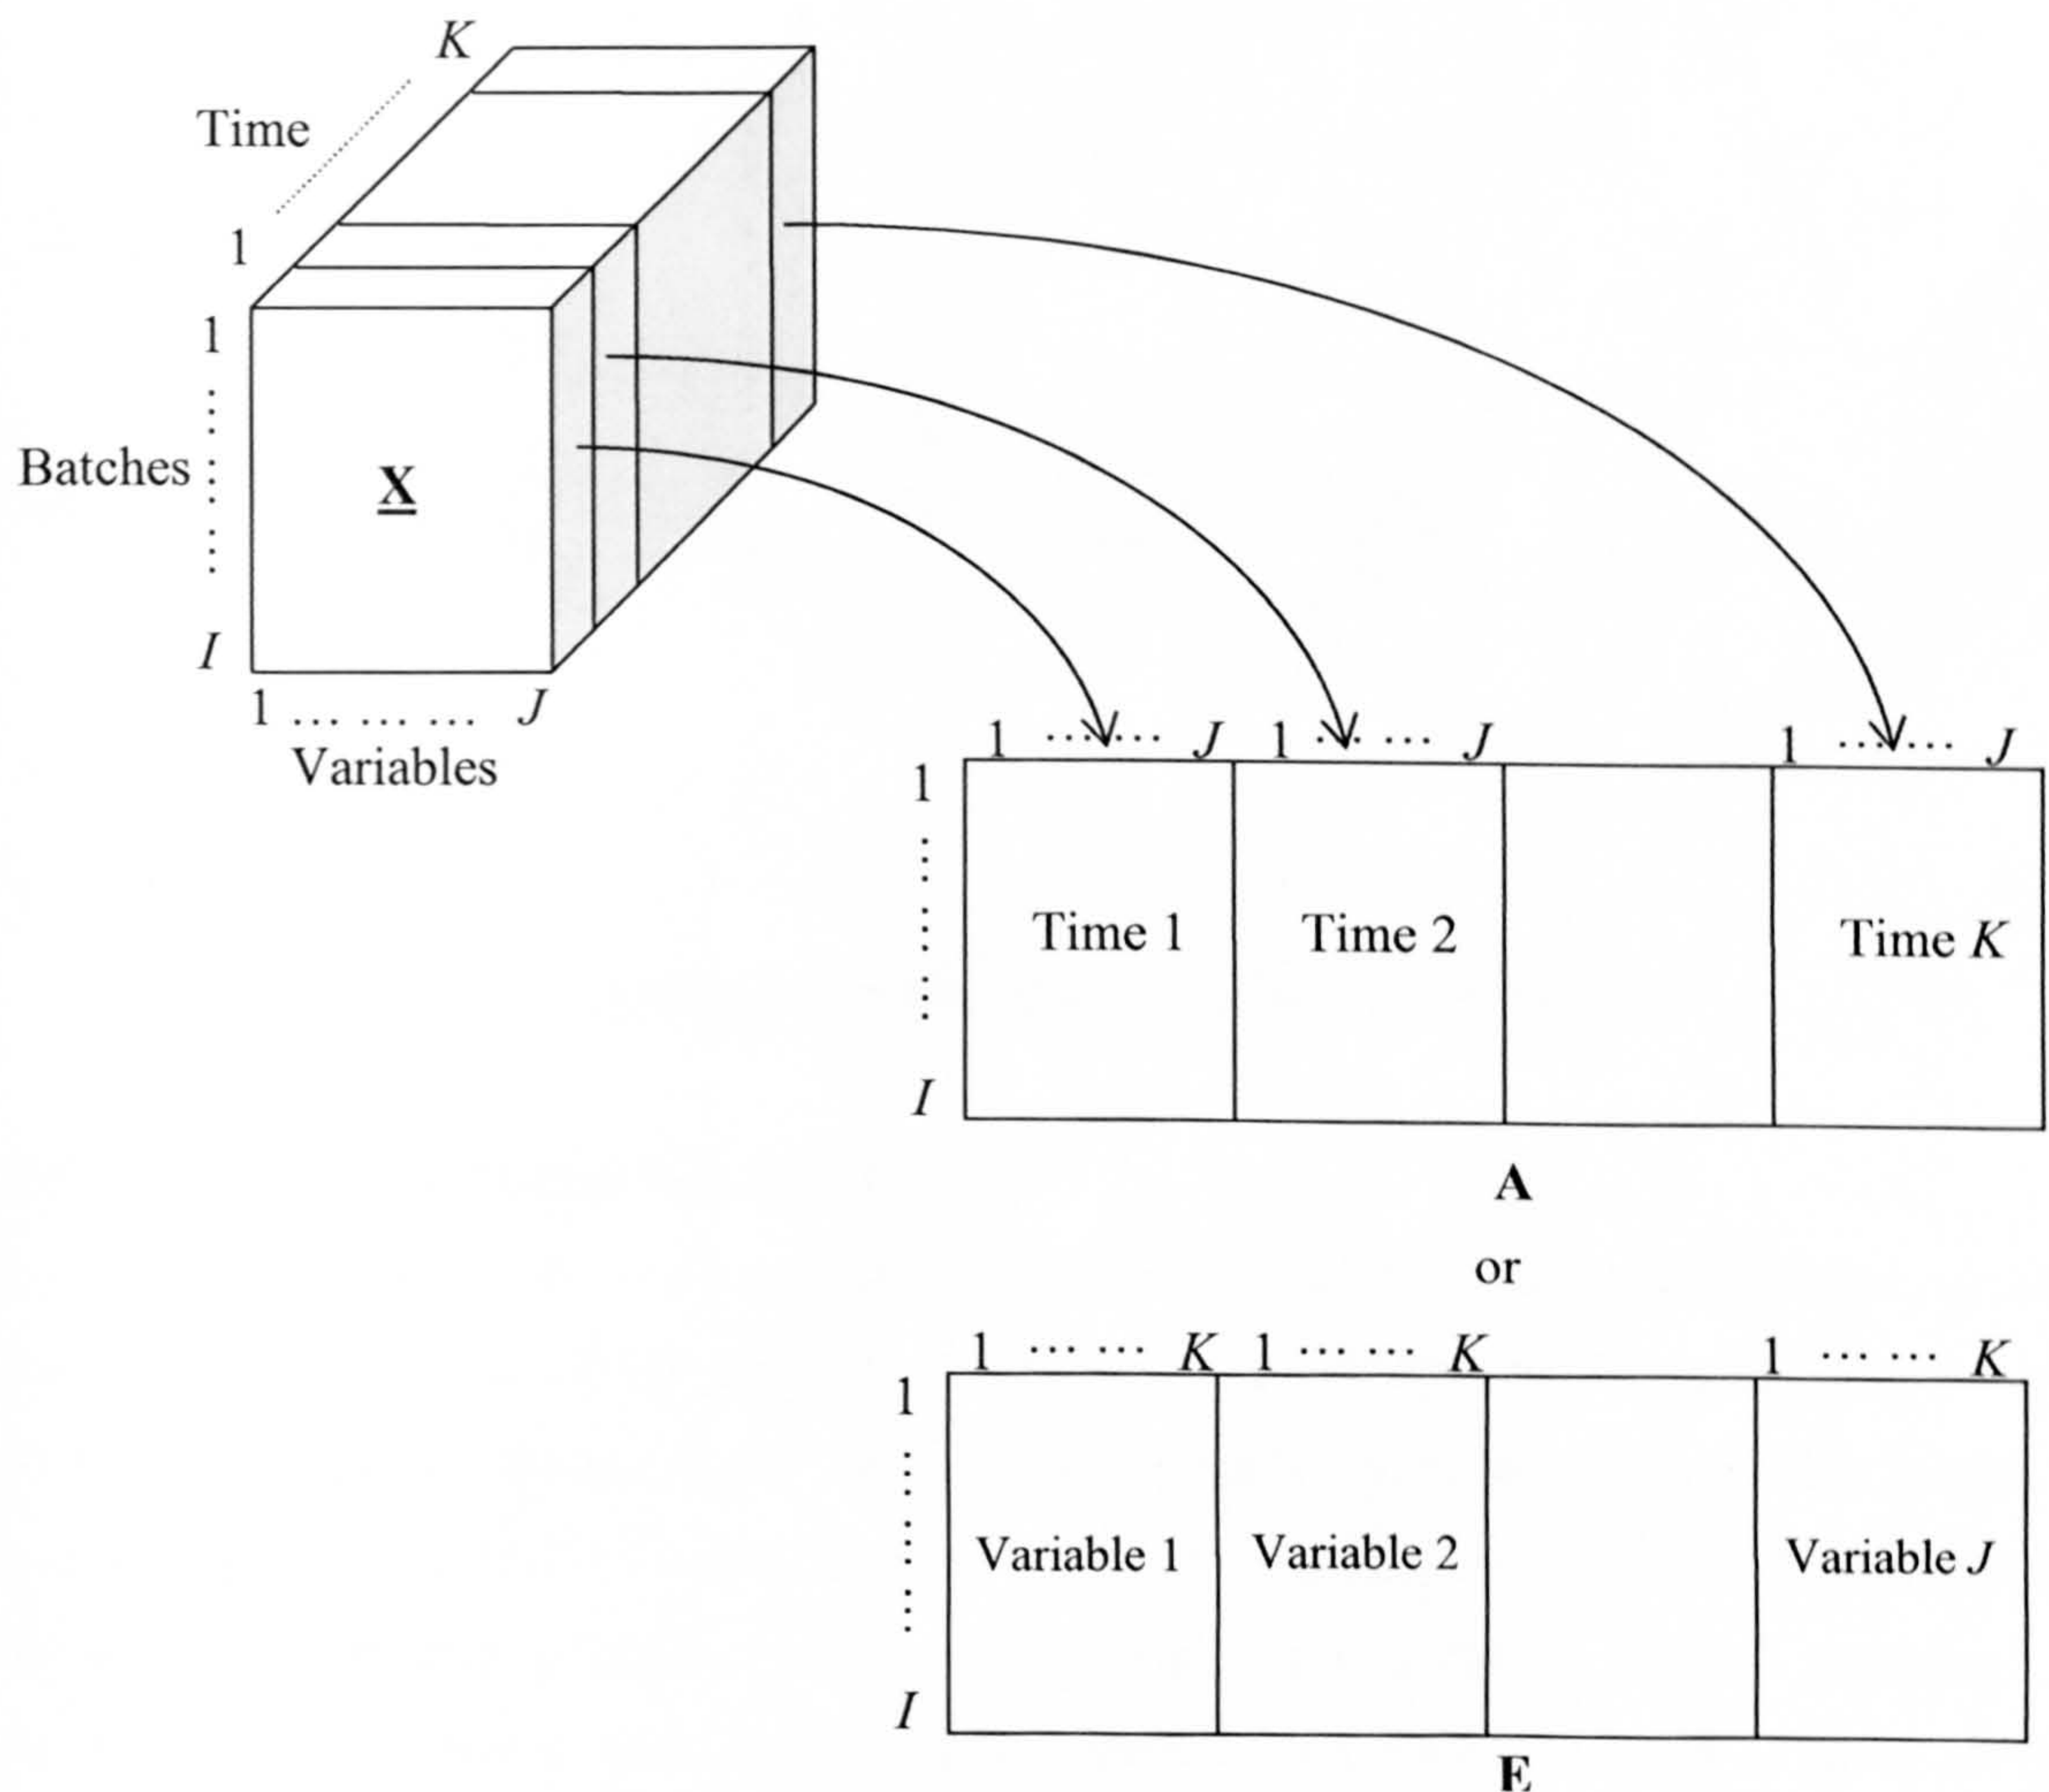 K
Time
1
1
Batches
X
I
1 … … … J
Variables
1 … … J 1 … … J 1 … … J
1
Time 1 Time 2 Time K
I
A
or
1 … … K 1 … … K 1 … … K
1
Variable 1 Variable 2 Variable J
I
E